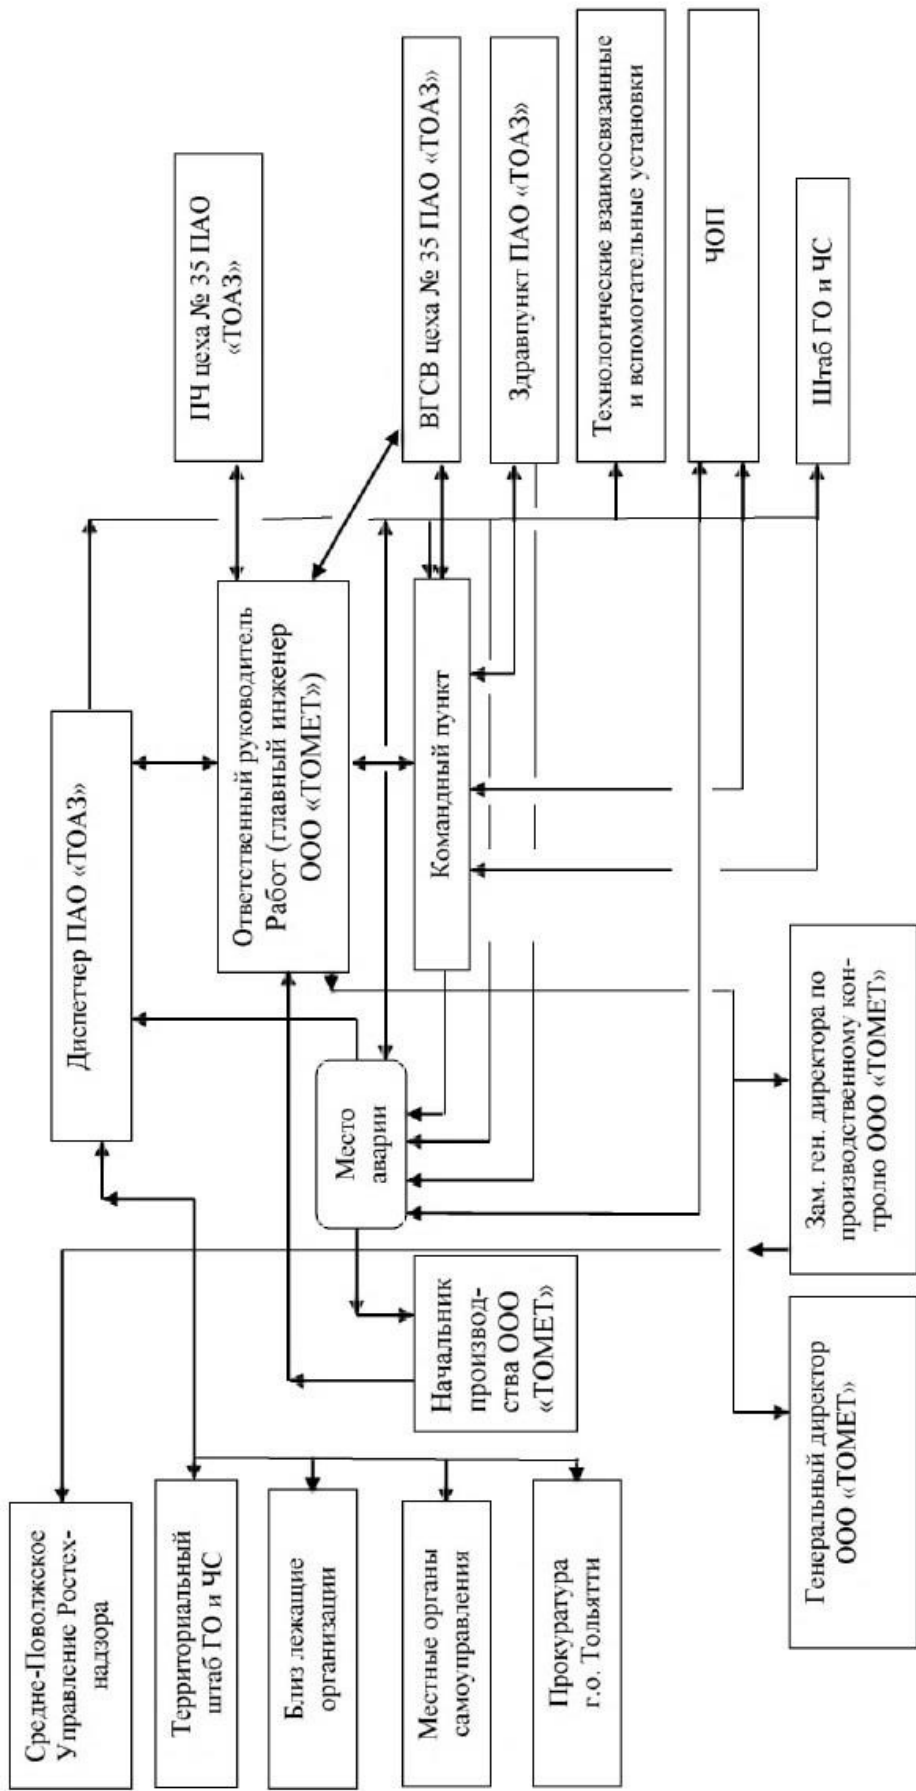 Средне-Поволжское
Управление Ростех-
надзора
Территориальный
штаб ГО и ЧС
Близ лежащие
организации
Местные органы
самоуправления
Прокуратура
г.о. Тольятти
Диспетчер ПАО «ТОАЗ»
Место
аварии
Начальник
производ-
ства ООО
«ТОМЕТ»
Генеральный директор
ООО «ТОМЕТ»
Ответственный руководитель
Работ (главный инженер
ООО «ТОМЕТ»)
Командный пункт
Зам. ген. директора по
производственному кон-
тролю ООО «ТОМЕТ»
ПЧ цеха № 35 ПАО
«ТОАЗ»
ВГСВ цеха № 35 ПАО «ТОАЗ»
Здравпункт ПАО «ТОАЗ»
Технологические взаимосвязанные
и вспомогательные установки
ЧОП
Штаб ГО и ЧС